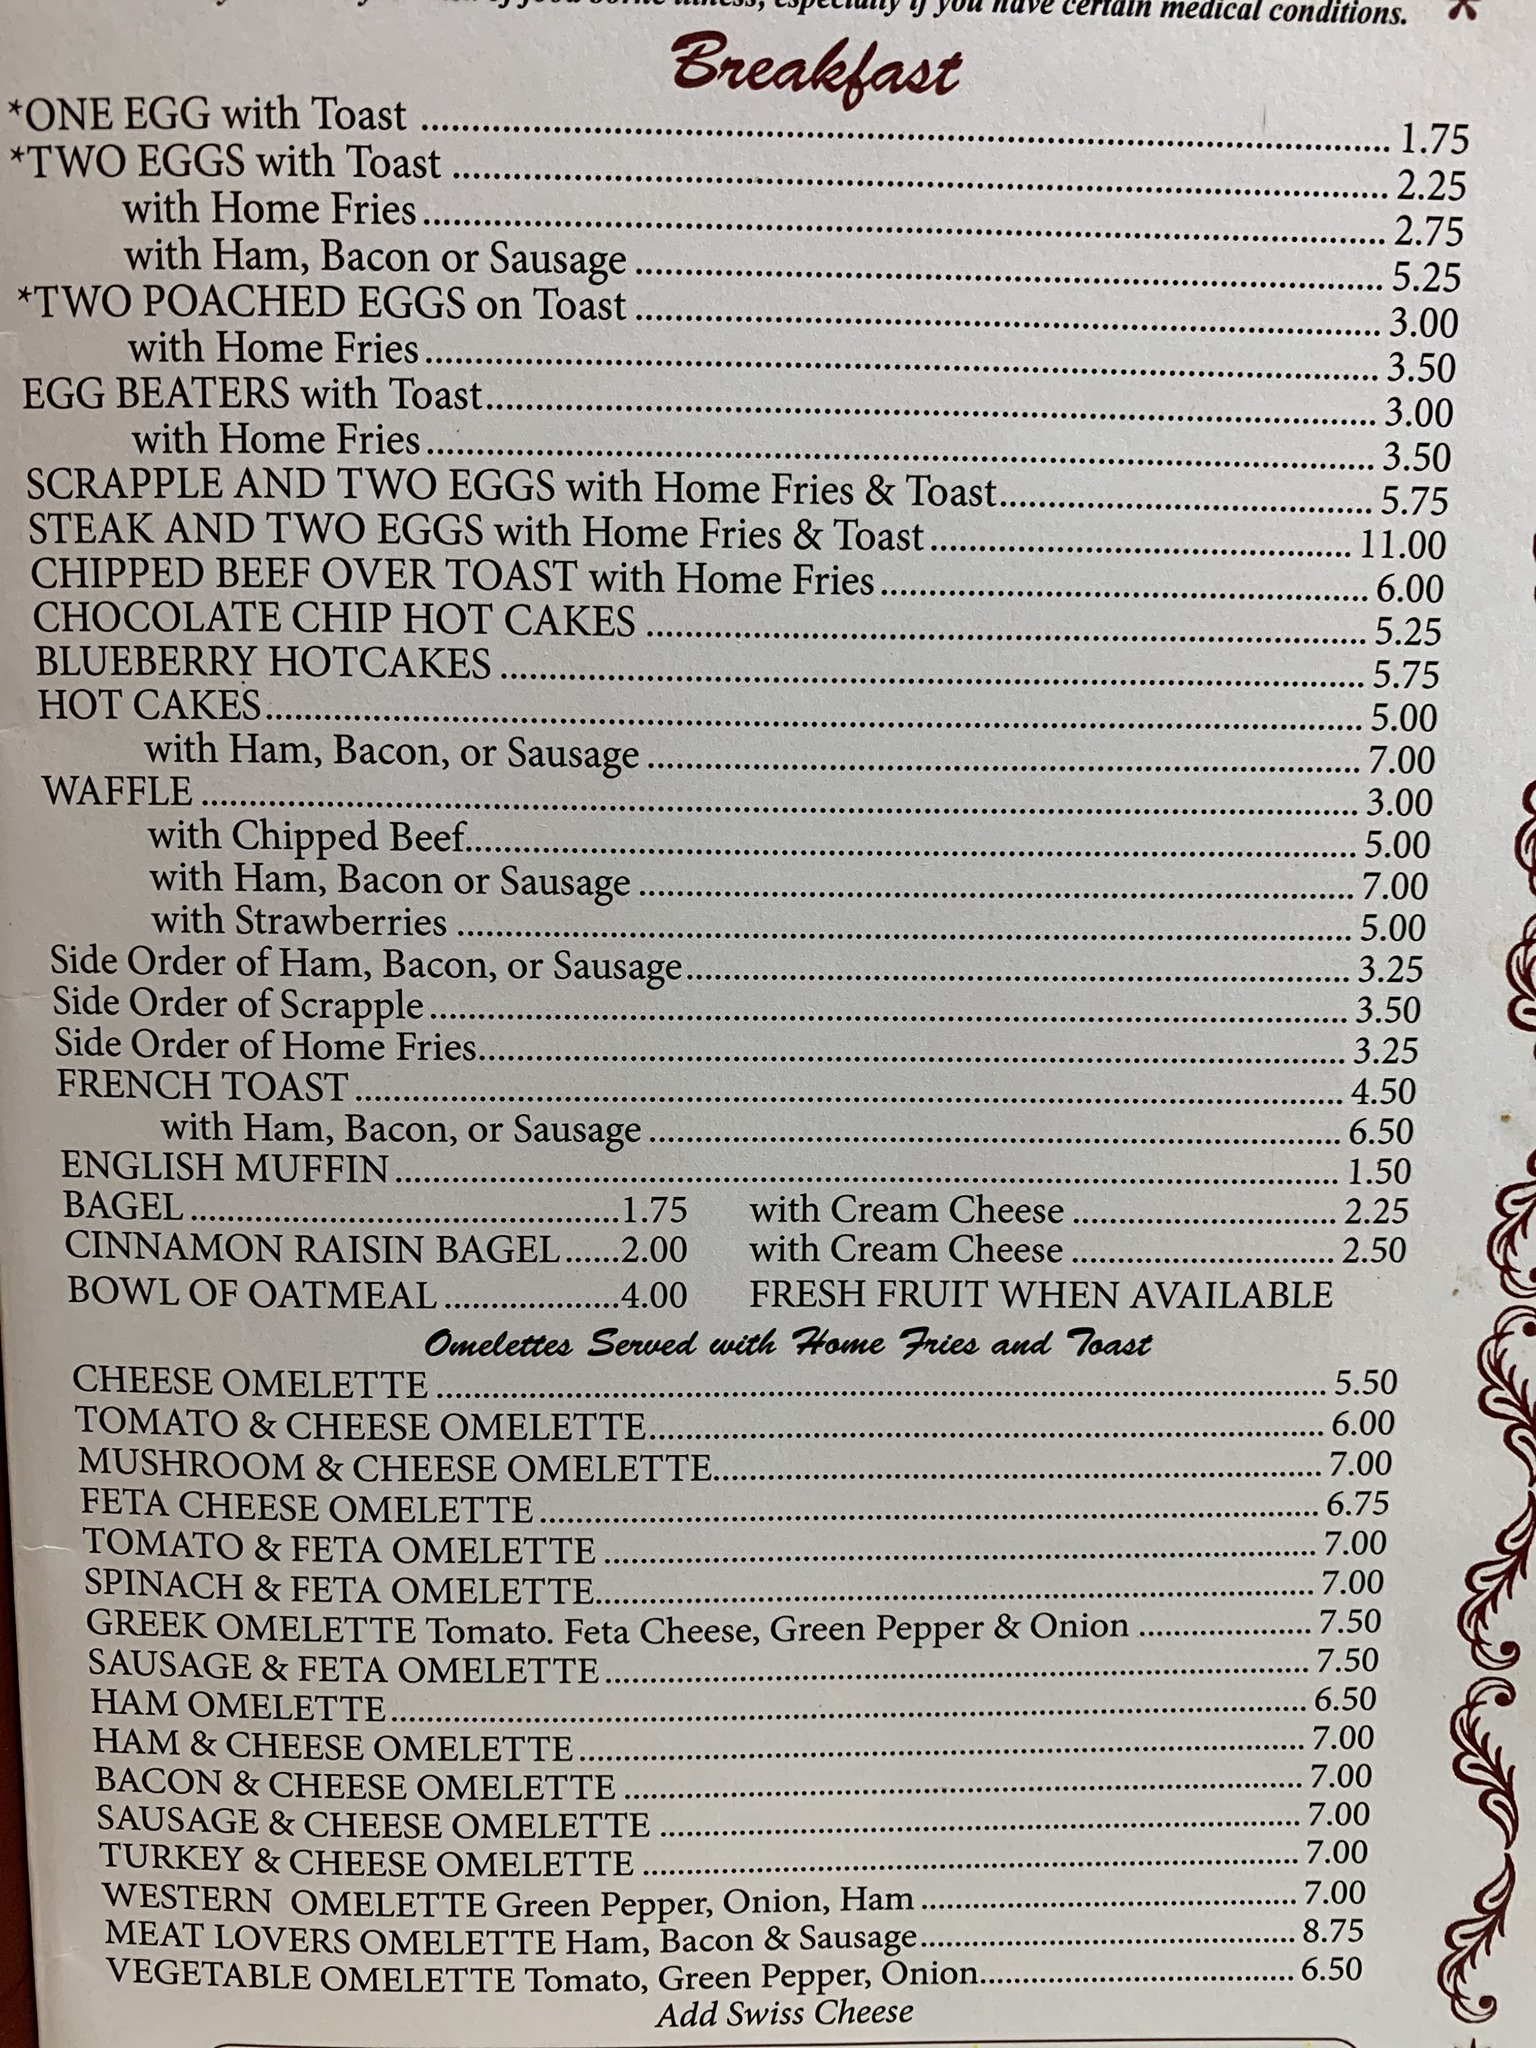 of food borne illness, especially if you have certain medical conditions. *
Breakfast
*ONE EGG with Toast ........ 1.75
*TWO EGGS with Toast ........ 2.25
with Home Fries ........ 2.75
with Ham, Bacon or Sausage ........ 5.25
*TWO POACHED EGGS on Toast ........ 3.00
with Home Fries ........ 3.50
EGG BEATERS with Toast ........ 3.00
with Home Fries ........ 3.50
SCRAPPLE AND TWO EGGS with Home Fries & Toast ........ 5.75
STEAK AND TWO EGGS with Home Fries & Toast ........ 11.00
CHIPPED BEEF OVER TOAST with Home Fries ........ 6.00
CHOCOLATE CHIP HOT CAKES ........ 5.25
BLUEBERRY HOTCAKES ........ 5.75
HOT CAKES ........ 5.00
with Ham, Bacon, or Sausage ........ 7.00
WAFFLE ........ 3.00
with Chipped Beef ........ 5.00
with Ham, Bacon or Sausage ........ 7.00
with Strawberries ........ 5.00
Side Order of Ham, Bacon, or Sausage ........ 3.25
Side Order of Scrapple ........ 3.50
Side Order of Home Fries ........ 3.25
FRENCH TOAST ........ 4.50
with Ham, Bacon, or Sausage ........ 6.50
ENGLISH MUFFIN ........ 1.50
BAGEL ........ 1.75 with Cream Cheese ........ 2.25
CINNAMON RAISIN BAGEL ...... 2.00 with Cream Cheese ........ 2.50
BOWL OF OATMEAL ........ 4.00 FRESH FRUIT WHEN AVAILABLE
Omelettes Served with Home Fries and Toast
CHEESE OMELETTE ........ 5.50
TOMATO & CHEESE OMELETTE ........ 6.00
MUSHROOM & CHEESE OMELETTE ........ 7.00
FETA CHEESE OMELETTE ........ 6.75
TOMATO & FETA OMELETTE ........ 7.00
SPINACH & FETA OMELETTE ........ 7.00
GREEK OMELETTE Tomato. Feta Cheese, Green Pepper & Onion ........ 7.50
SAUSAGE & FETA OMELETTE ........ 7.50
HAM OMELETTE ........ 6.50
HAM & CHEESE OMELETTE ........ 7.00
BACON & CHEESE OMELETTE ........ 7.00
SAUSAGE & CHEESE OMELETTE ........ 7.00
TURKEY & CHEESE OMELETTE ........ 7.00
WESTERN OMELETTE Green Pepper, Onion, Ham ........ 7.00
MEAT LOVERS OMELETTE Ham, Bacon & Sausage ........ 8.75
VEGETABLE OMELETTE Tomato, Green Pepper, Onion ........ 6.50
Add Swiss Cheese